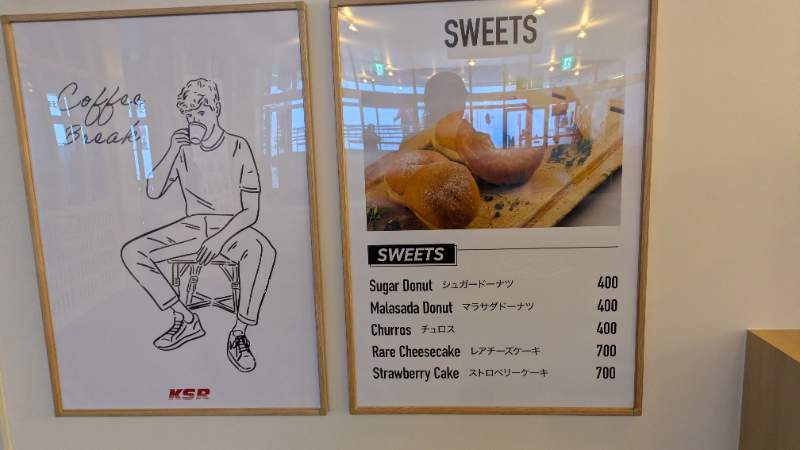 Coffee
Break
KSR
SWEETS
SWEETS
Sugar Donut シュガードーナツ 400
Malasada Donut マラサダドーナツ 400
Churros チュロス 400
Rare Cheesecake レアチーズケーキ 700
Strawberry Cake ストロベリーケーキ 700